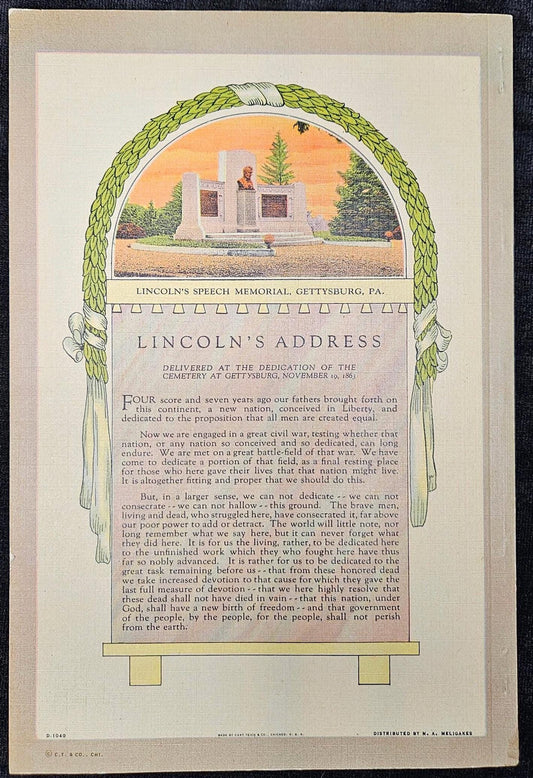 LINCOLN'S SPEECH MEMORIAL, GETTYSBURG, PA.
LINCOLN'S ADDRESS
DELIVERED AT THE DEDICATION OF THE
CEMETERY AT GETTYSBURG, NOVEMBER 19, 1863
FOUR score and seven years ago our fathers brought forth on
this continent, a new nation, conceived in Liberty, and
dedicated to the proposition that all men are created equal.
Now we are engaged in a great civil war, testing whether that
nation, or any nation so conceived and so dedicated, can long
endure. We are met on a great battle-field of that war. We have
come to dedicate a portion of that field, as a final resting place
for those who here gave their lives that that nation might live.
It is altogether fitting and proper that we should do this.
But, in a larger sense, we can not dedicate -- we can not
consecrate -- we can not hallow -- this ground. The brave men,
living and dead, who struggled here, have consecrated it, far above
our poor power to add or detract. The world will little note, nor
long remember what we say here, but it can never forget what
they did here. It is for us the living, rather, to be dedicated here
to the unfinished work which they who fought here have thus
far so nobly advanced. It is rather for us to be dedicated to the
great task remaining before us -- that from these honored dead
we take increased devotion to that cause for which they gave the
last full measure of devotion -- that we here highly resolve that
these dead shall not have died in vain -- that this nation, under
God, shall have a new birth of freedom -- and that government
of the people, by the people, for the people, shall not perish
from the earth.
D.1040
MADE BY CURT TEICH & CO., CHICAGO, U. S. A.
DISTRIBUTED BY N. A. MELIGAKES
© C.T. & CO., CHI.